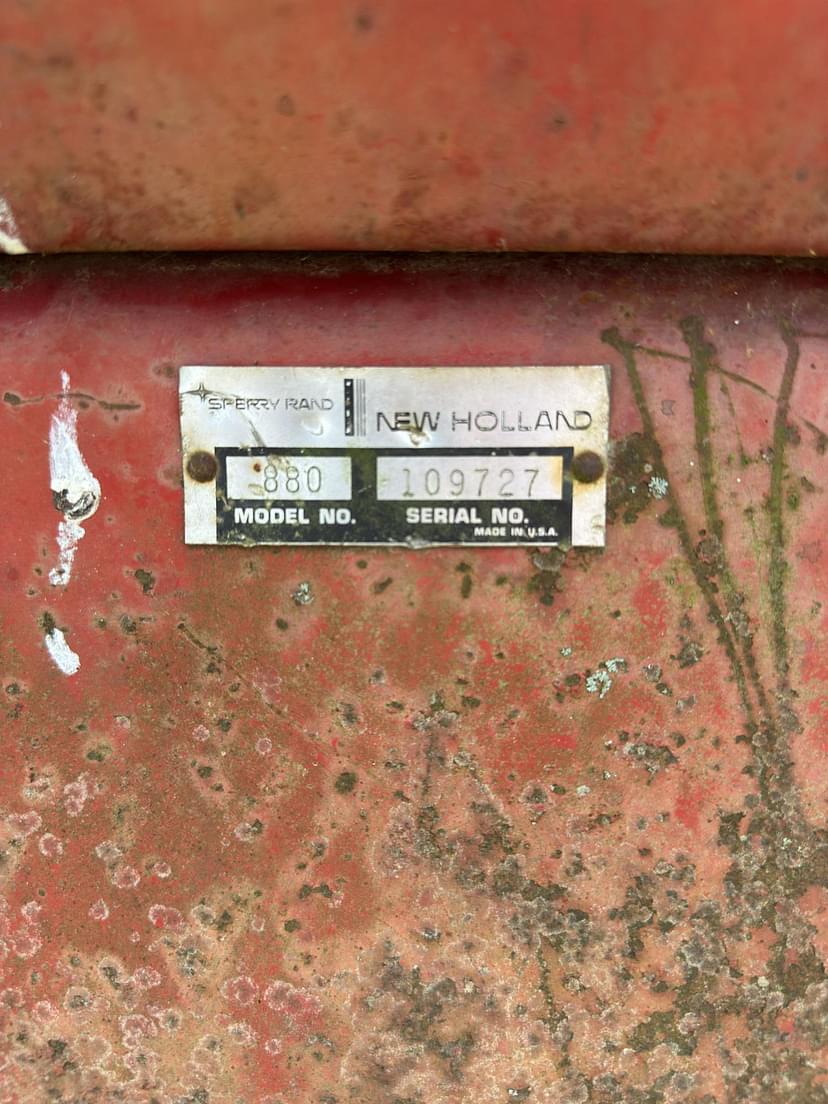 SPERRY RAND NEW HOLLAND
880 109727
MODEL NO. SERIAL NO.
MADE IN U.S.A.